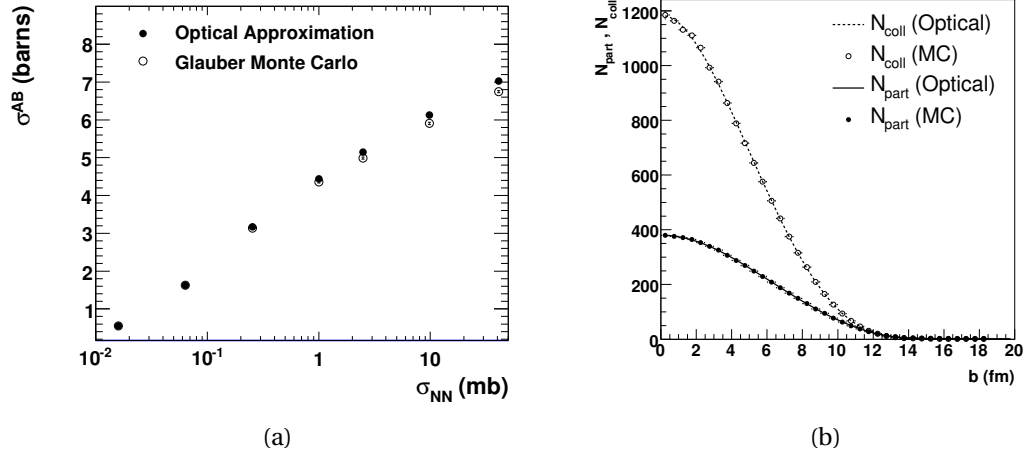 σ^AB (barns)
8
7
6
5
4
3
2
1
Optical Approximation
Glauber Monte Carlo
10^-2
10^-1
1
10
σ_NN (mb)
(a)
N_part , N_coll
1200
1000
800
600
400
200
0
N_coll (Optical)
N_coll (MC)
N_part (Optical)
N_part (MC)
0 2 4 6 8 10 12 14 16 18 20
b (fm)
(b)